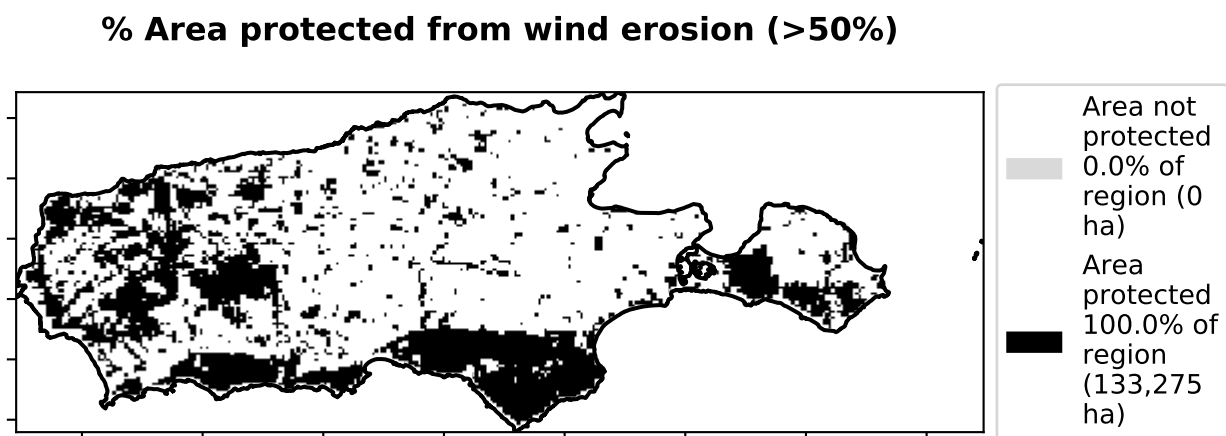 % Area protected from wind erosion (>50%)
Area not
protected
0.0% of
region (0
ha)
Area
protected
100.0% of
region
(133,275
ha)